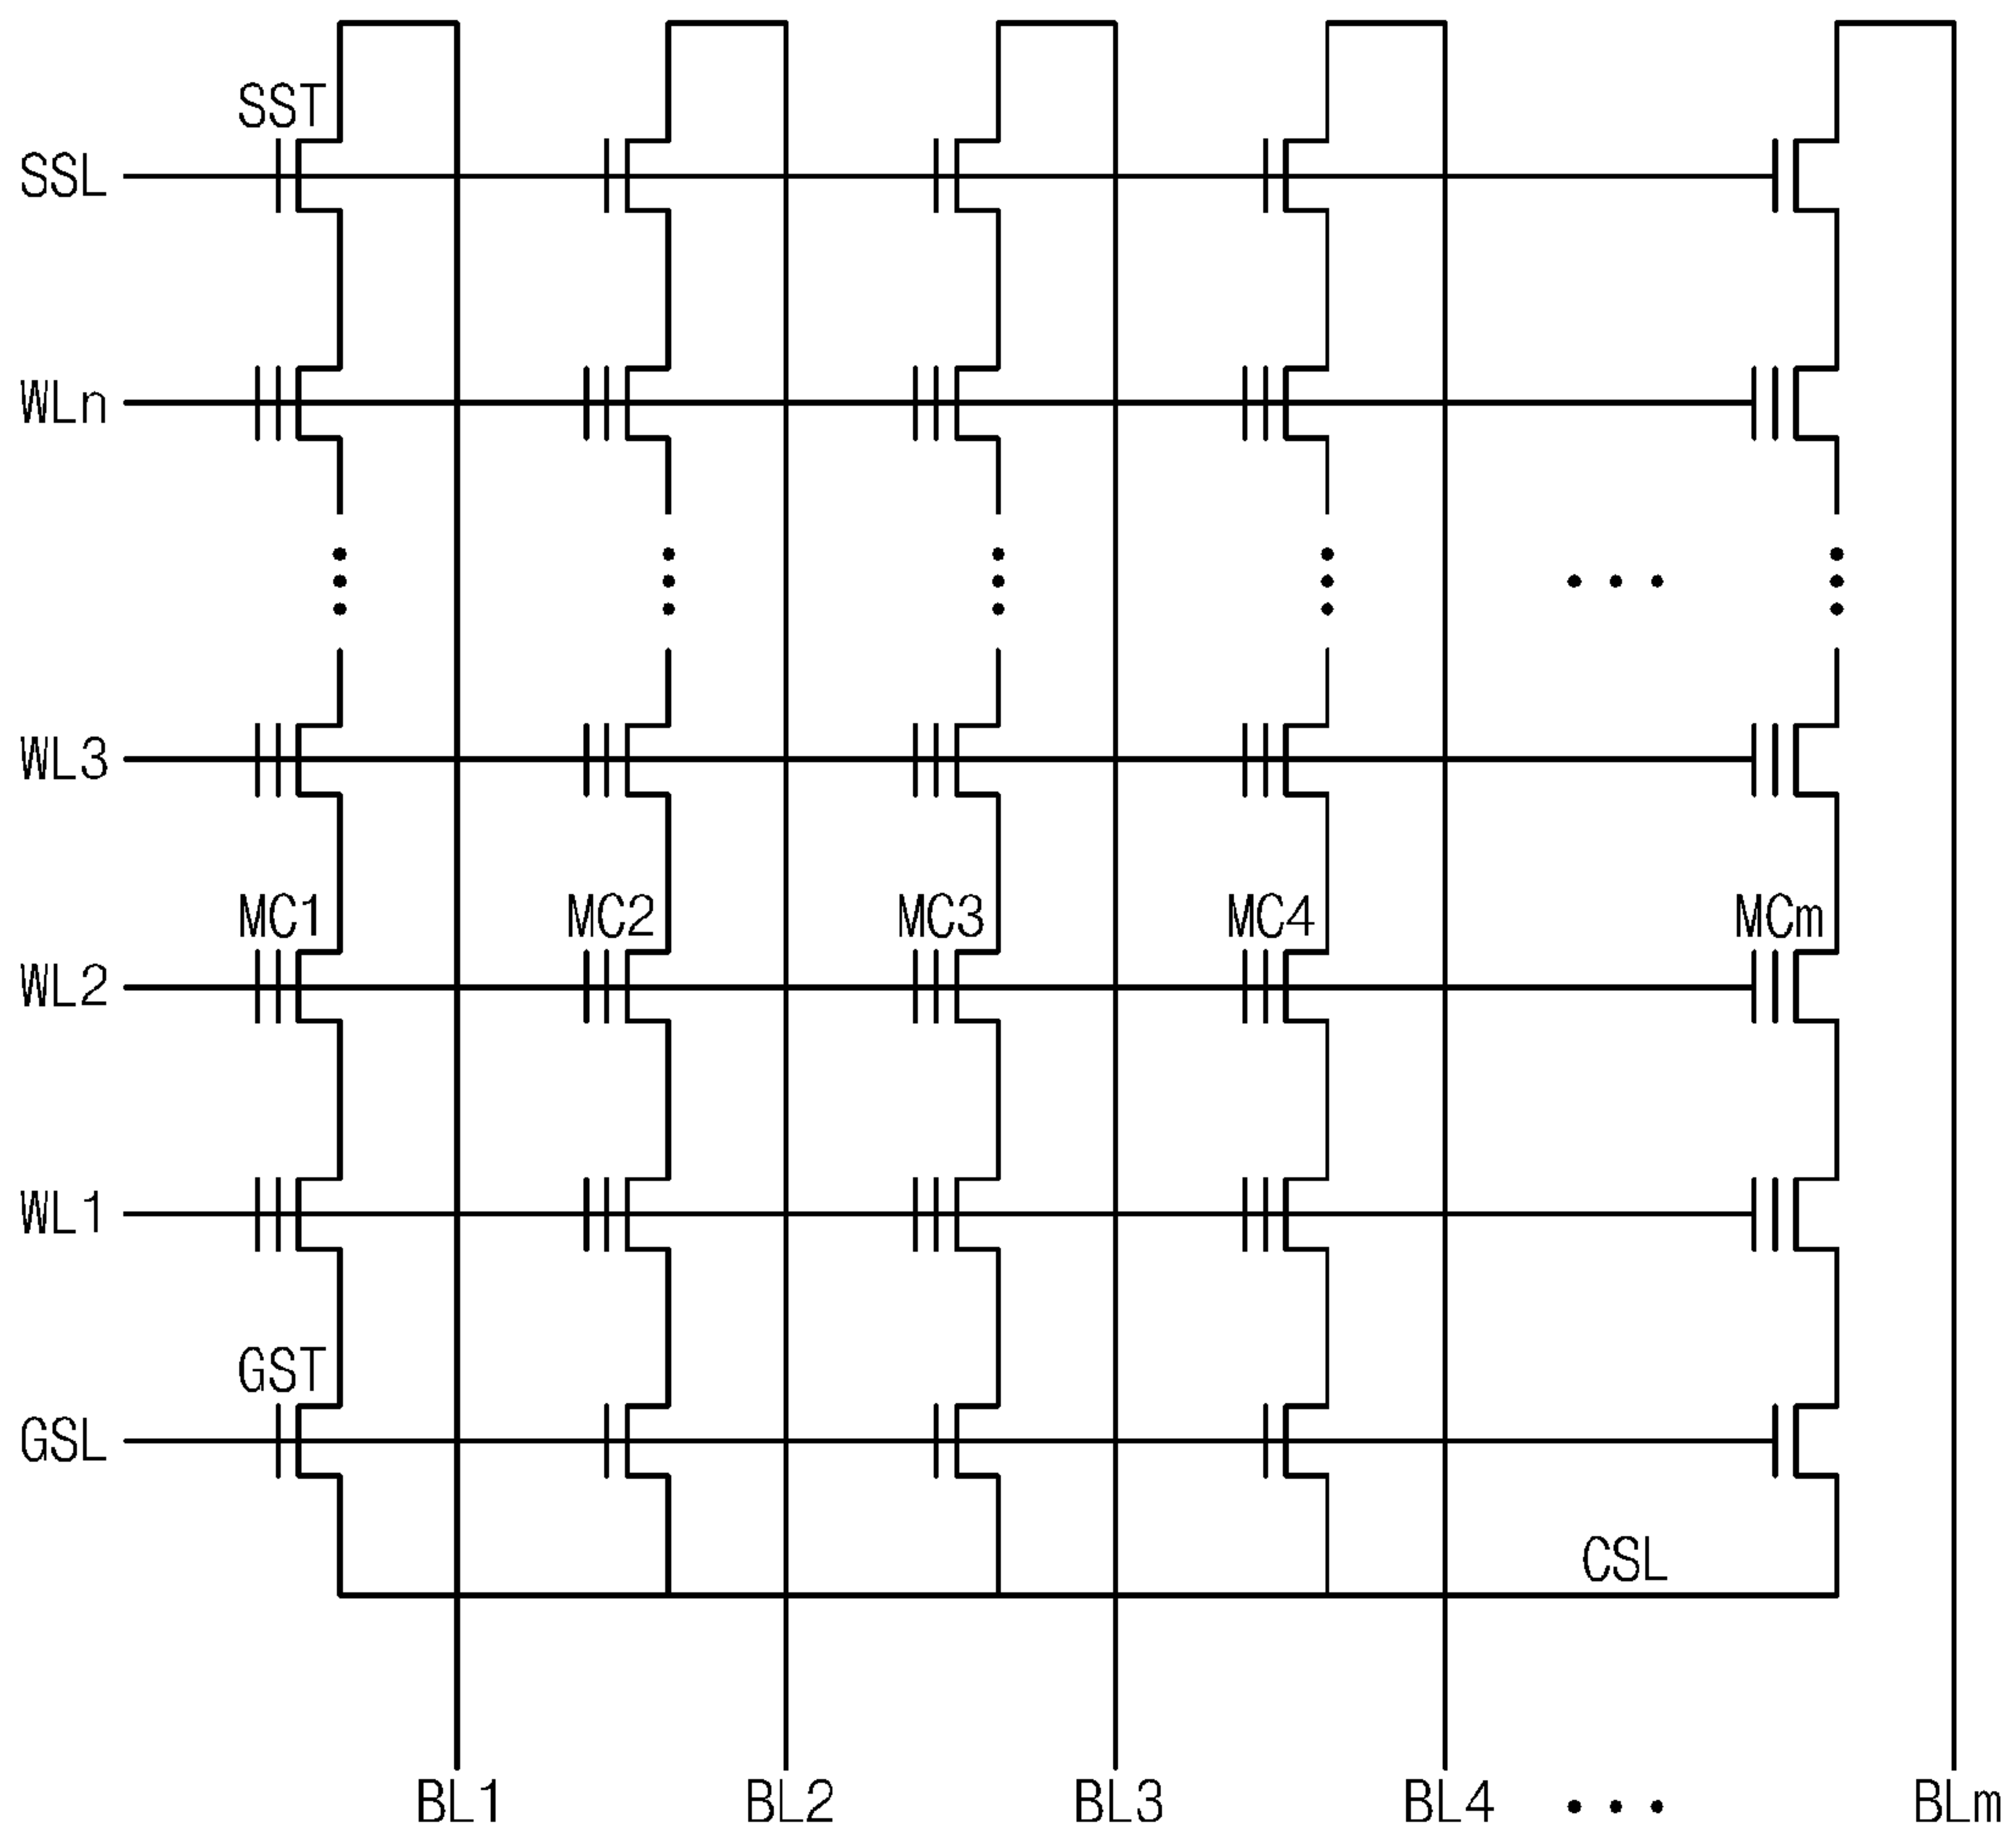 SST
SSL
WLn
WL3
MC1 MC2 MC3 MC4 MCm
WL2
WL1
GST
GSL
CSL
BL1 BL2 BL3 BL4 ••• BLm